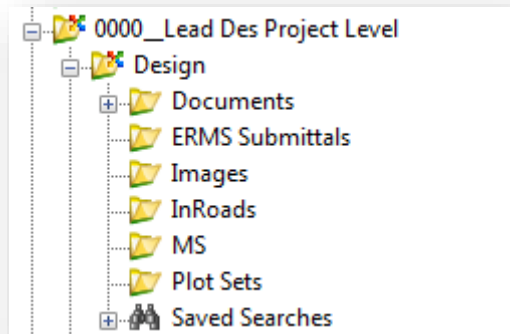 0000__Lead Des Project Level
Design
Documents
ERMS Submittals
Images
InRoads
MS
Plot Sets
Saved Searches